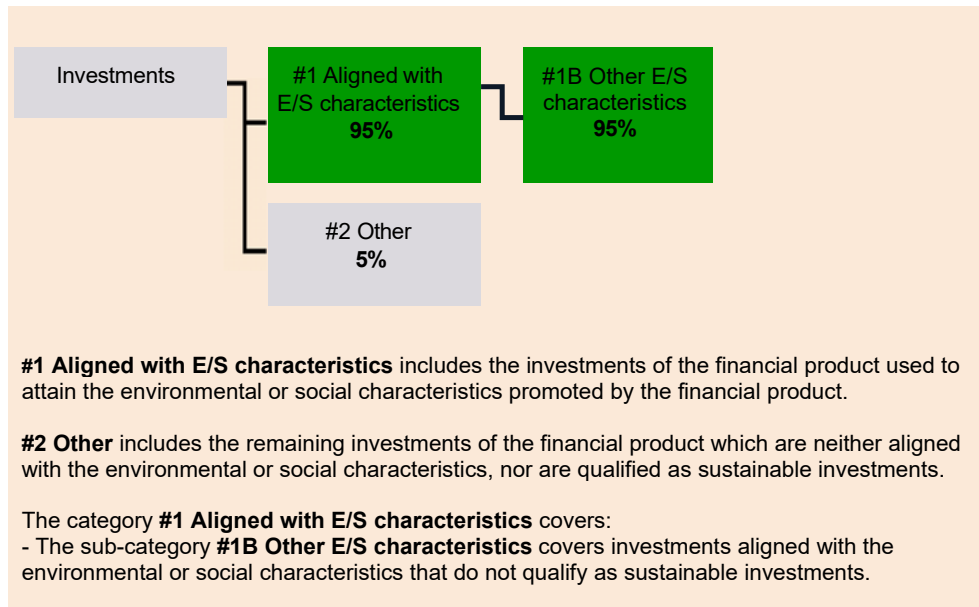 Investments
#1 Aligned with
E/S characteristics
95%
#1B Other E/S
characteristics
95%
#2 Other
5%
#1 Aligned with E/S characteristics includes the investments of the financial product used to
attain the environmental or social characteristics promoted by the financial product.
#2 Other includes the remaining investments of the financial product which are neither aligned
with the environmental or social characteristics, nor are qualified as sustainable investments.
The category #1 Aligned with E/S characteristics covers:
- The sub-category #1B Other E/S characteristics covers investments aligned with the
environmental or social characteristics that do not qualify as sustainable investments.